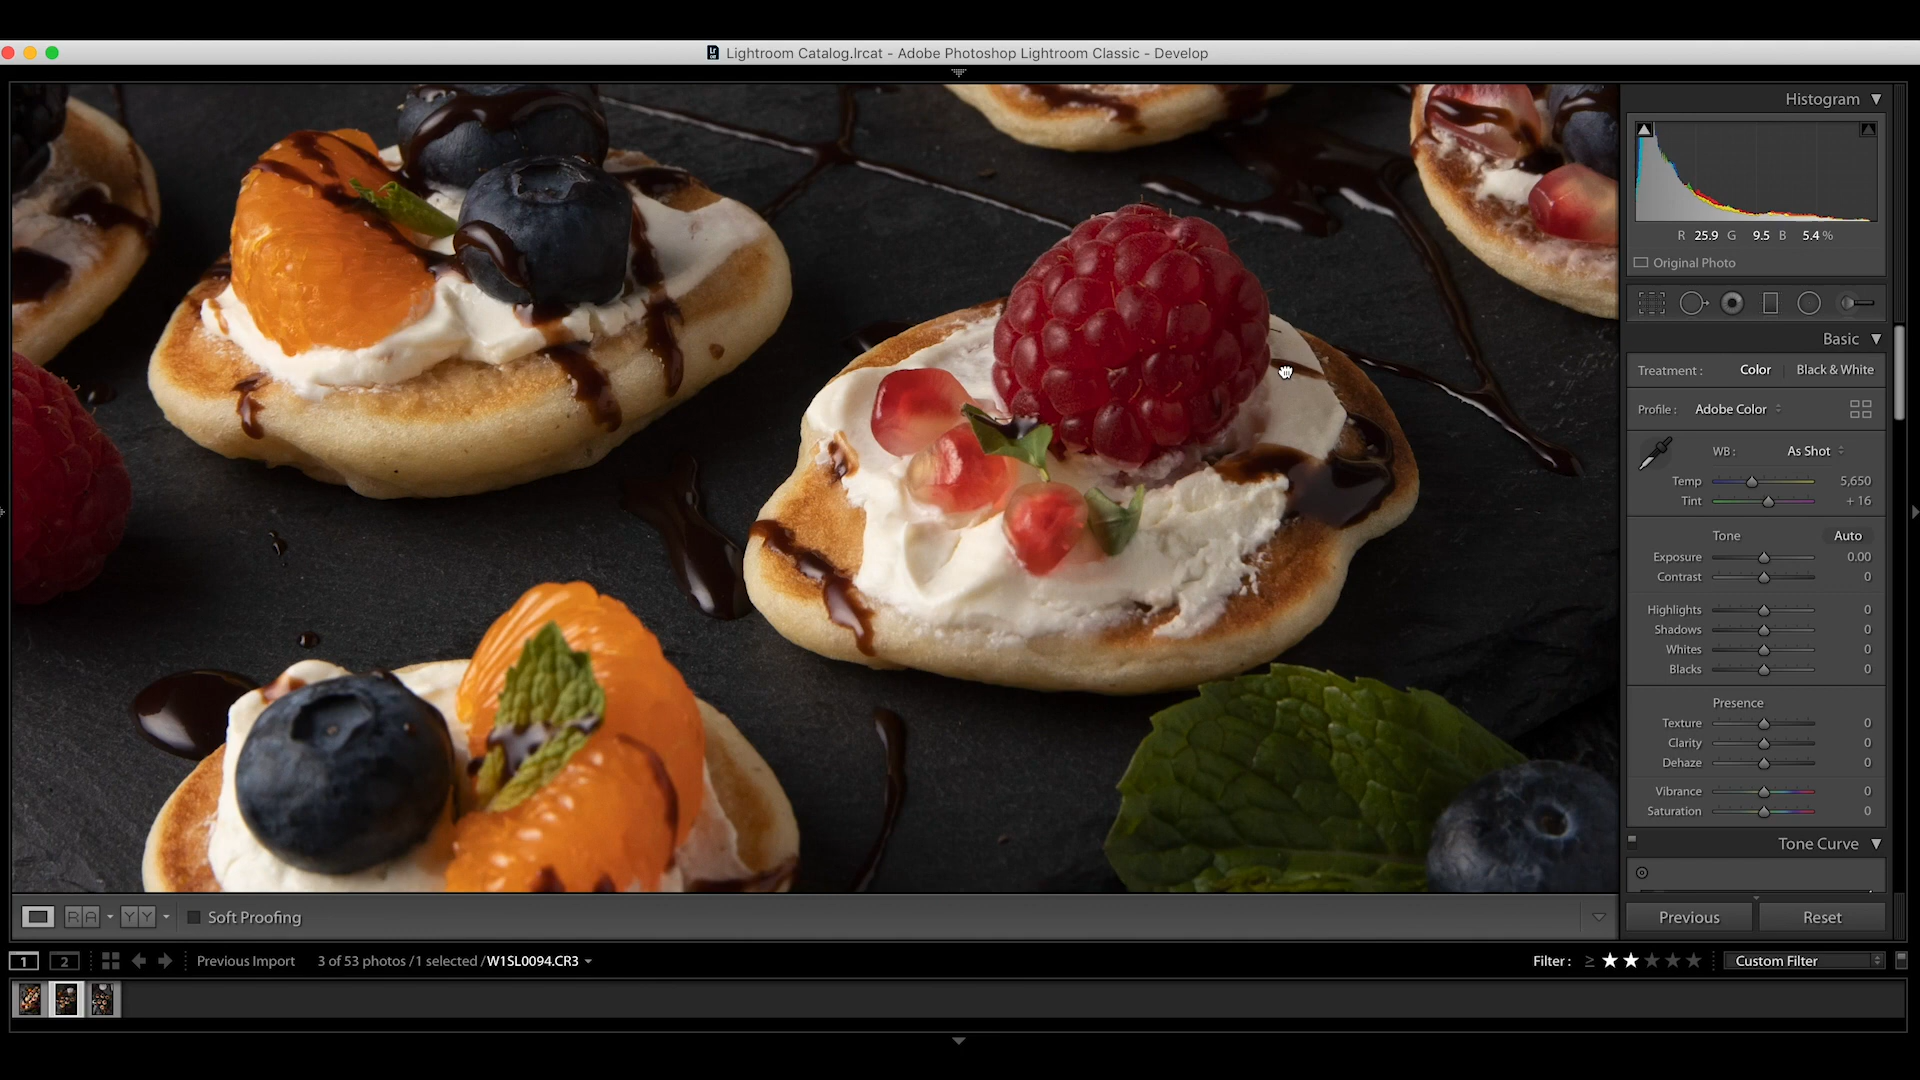 Lightroom Catalog.lrcat - Adobe Photoshop Lightroom Classic - Develop
Histogram
R 25.9 G 9.5 B 5.4 %
Original Photo
Basic
Treatment : Color Black & White
Profile : Adobe Color
WB : As Shot
Temp 5,650
Tint + 16
Tone Auto
Exposure 0.00
Contrast 0
Highlights 0
Shadows 0
Whites 0
Blacks 0
Presence
Texture 0
Clarity 0
Dehaze 0
Vibrance 0
Saturation 0
Tone Curve
R A Y Y Soft Proofing
Previous Reset
1 2 Previous Import 3 of 53 photos /1 selected /W1SL0094.CR3 Filter : ≥ ★★★★★ Custom Filter